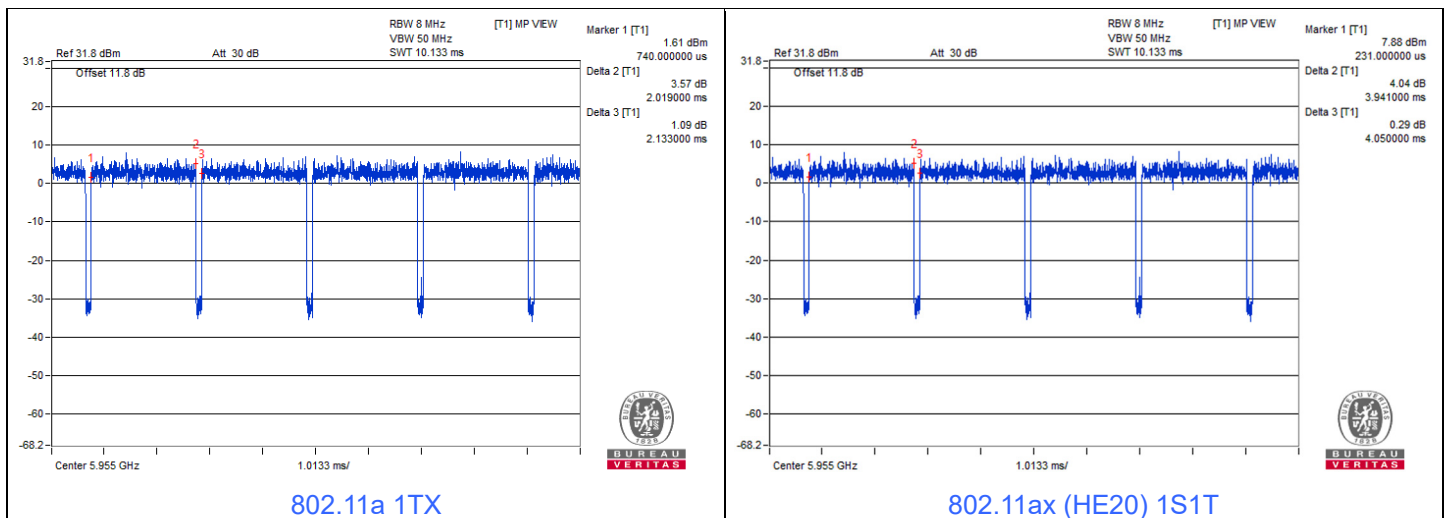 RBW 8 MHz
VBW 50 MHz
SWT 10.133 ms
[T1] MP VIEW
Ref 31.8 dBm
Att 30 dB
Offset 11.8 dB
Marker 1 [T1]
1.61 dBm
740.000000 us
Delta 2 [T1]
3.57 dB
2.019000 ms
Delta 3 [T1]
1.09 dB
2.133000 ms
31.8
20
10
0
-10
-20
-30
-40
-50
-60
-68.2
1
2
3
Center 5.955 GHz
1.0133 ms/
BUREAU VERITAS
1828
BUREAU
VERITAS
802.11a 1TX
RBW 8 MHz
VBW 50 MHz
SWT 10.133 ms
[T1] MP VIEW
Ref 31.8 dBm
Att 30 dB
Offset 11.8 dB
Marker 1 [T1]
7.88 dBm
231.000000 us
Delta 2 [T1]
4.04 dB
3.941000 ms
Delta 3 [T1]
0.29 dB
4.050000 ms
31.8
20
10
0
-10
-20
-30
-40
-50
-60
-68.2
1
2
3
Center 5.955 GHz
1.0133 ms/
BUREAU VERITAS
1828
BUREAU
VERITAS
802.11ax (HE20) 1S1T